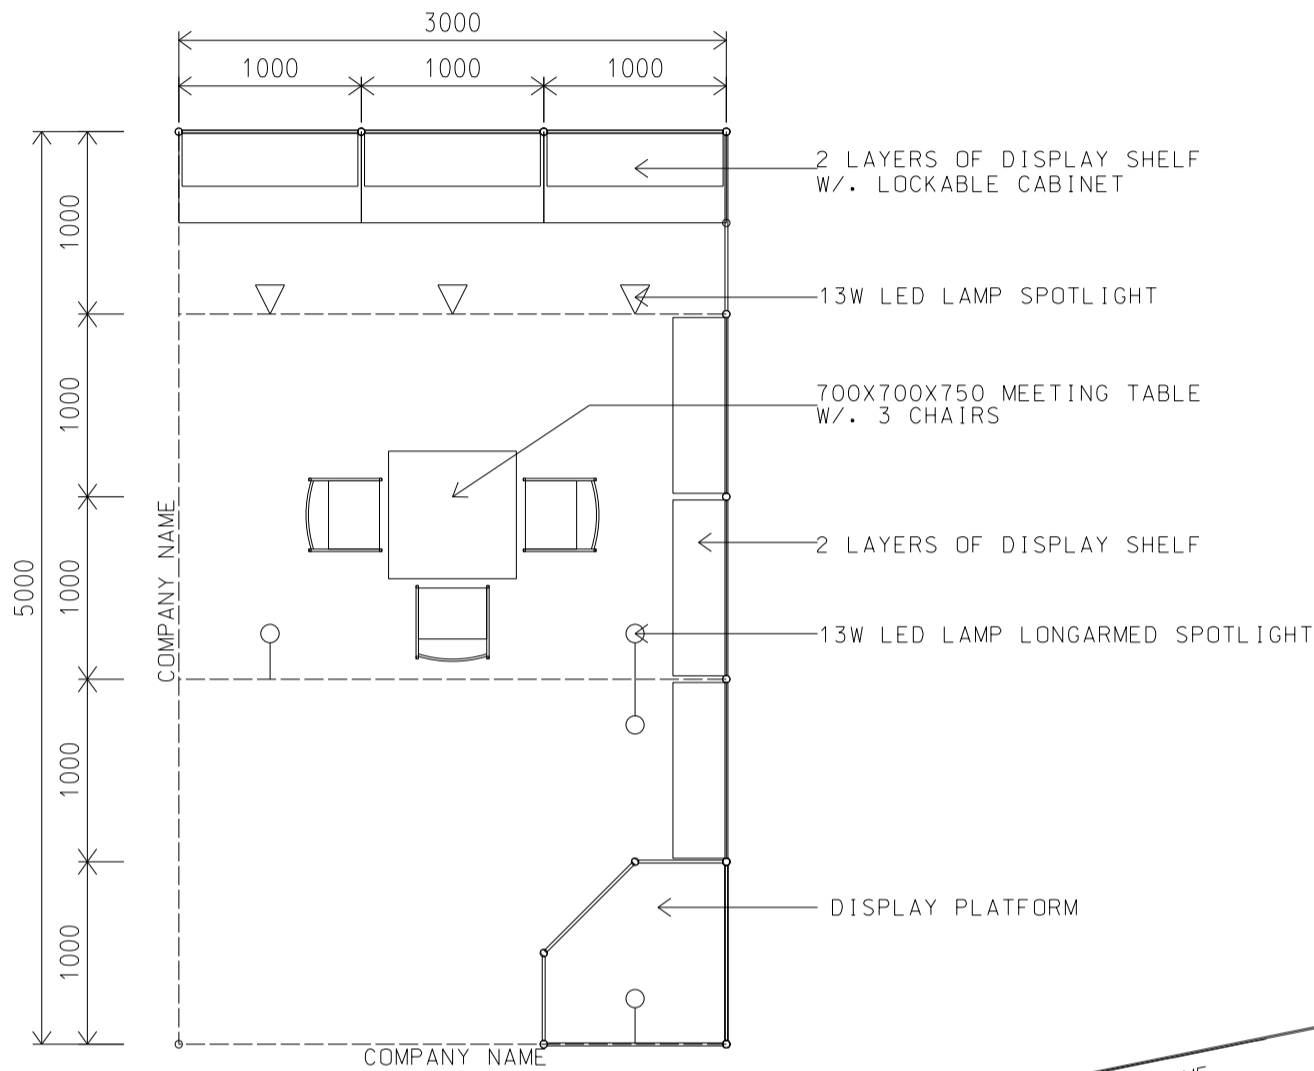 3000
1000
1000
1000
2 LAYERS OF DISPLAY SHELF
W/. LOCKABLE CABINET
1000
13W LED LAMP SPOTLIGHT
1000
700X700X750 MEETING TABLE
W/. 3 CHAIRS
COMPANY NAME
5000
1000
2 LAYERS OF DISPLAY SHELF
13W LED LAMP LONGARMED SPOTLIGHT
1000
1000
DISPLAY PLATFORM
COMPANY NAME